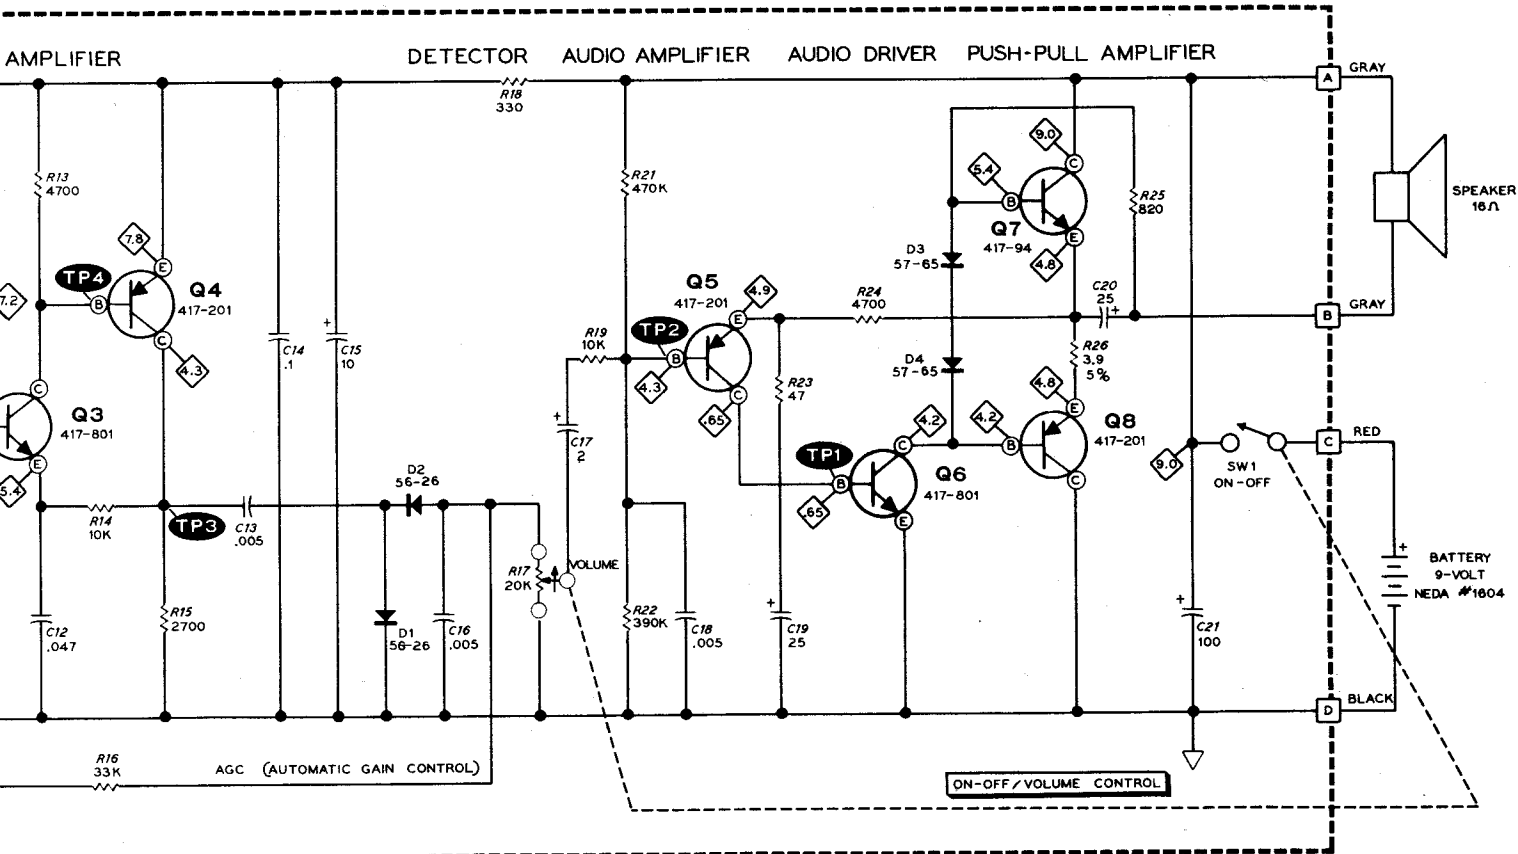 AMPLIFIER
DETECTOR
AUDIO AMPLIFIER
AUDIO DRIVER
PUSH-PULL AMPLIFIER
R18
330
A
GRAY
R13
4700
R21
470K
9.0
C
5.4
B
Q7
417-94
E
4.8
R25
820
SPEAKER
16Ω
7.8
E
TP4
B
Q4
417-201
C
4.3
7.2
D3
57-65
Q5
417-201
4.9
E
R24
4700
C20
25
+
GRAY
B
C14
.1
+
C15
10
R19
10K
TP2
B
4.3
C
.65
D4
57-65
R26
3.9
5%
R23
47
C
Q3
417-801
E
5.4
4.8
E
4.2
B
Q8
417-201
C
4.2
C
TP1
B
.65
Q6
417-801
E
+
C17
2
9.0
SW1
ON-OFF
C
RED
R14
10K
TP3
C13
.005
D2
56-26
R17
20K
VOLUME
+
BATTERY
9-VOLT
NEDA #1604
C12
.047
R15
2700
D1
56-26
C16
.005
R22
390K
C18
.005
+
C19
25
+
C21
100
D
BLACK
R16
33K
AGC (AUTOMATIC GAIN CONTROL)
ON-OFF/VOLUME CONTROL